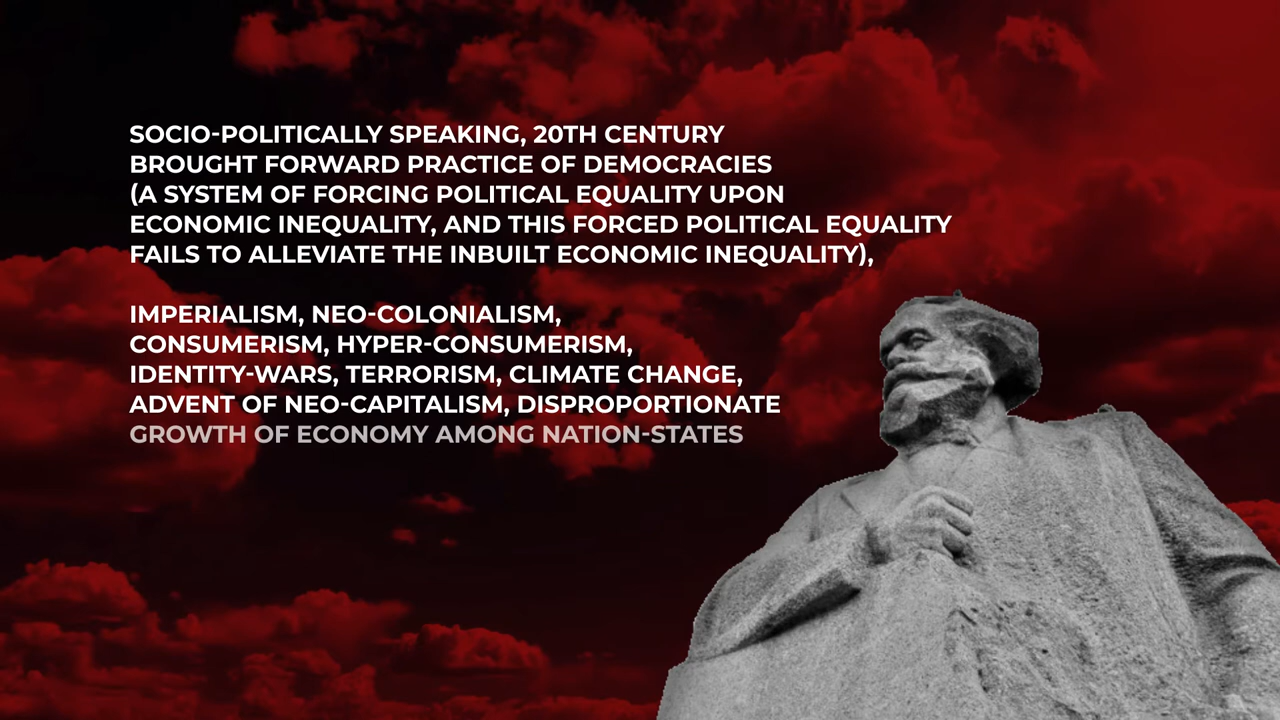 SOCIO-POLITICALLY SPEAKING, 20TH CENTURY
BROUGHT FORWARD PRACTICE OF DEMOCRACIES
(A SYSTEM OF FORCING POLITICAL EQUALITY UPON
ECONOMIC INEQUALITY, AND THIS FORCED POLITICAL EQUALITY
FAILS TO ALLEVIATE THE INBUILT ECONOMIC INEQUALITY),
IMPERIALISM, NEO-COLONIALISM,
CONSUMERISM, HYPER-CONSUMERISM,
IDENTITY-WARS, TERRORISM, CLIMATE CHANGE,
ADVENT OF NEO-CAPITALISM, DISPROPORTIONATE
GROWTH OF ECONOMY AMONG NATION-STATES